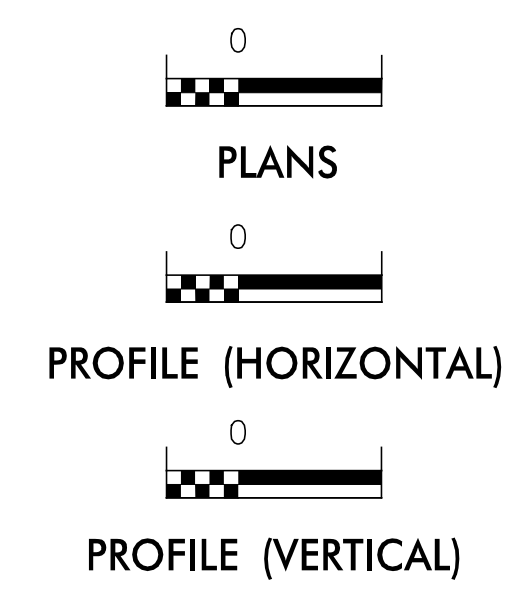 0
PLANS
0
PROFILE (HORIZONTAL)
0
PROFILE (VERTICAL)